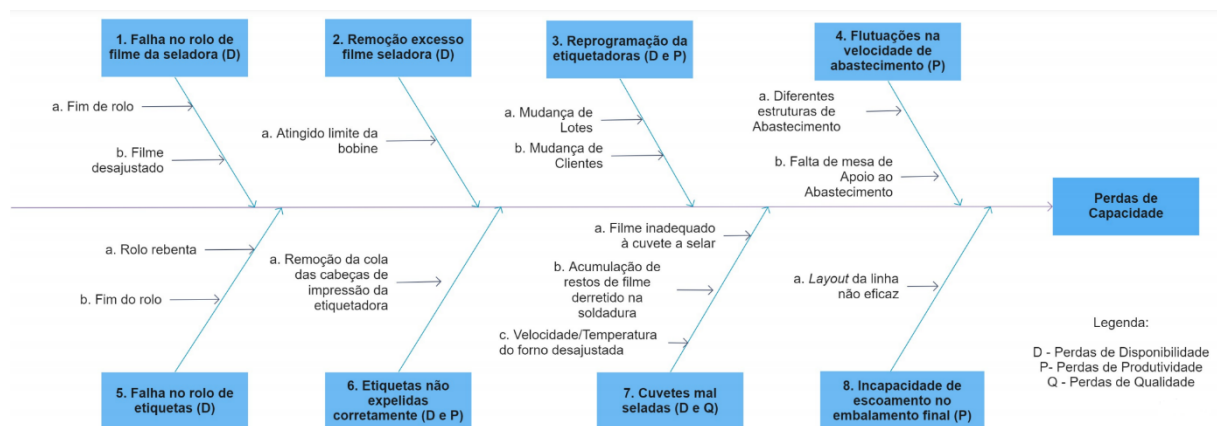 1. Falha no rolo de
filme da seladora (D)
2. Remoção excesso
filme seladora (D)
3. Reprogramação da
etiquetadoras (D e P)
4. Flutuações na
velocidade de
abastecimento (P)
a. Fim de rolo
b. Filme
desajustado
a. Atingido limite da
bobine
a. Mudança de
Lotes
b. Mudança de
Clientes
a. Diferentes
estruturas de
Abastecimento
b. Falta de mesa de
Apoio ao
Abastecimento
Perdas de
Capacidade
a. Rolo rebenta
b. Fim do rolo
a. Remoção da cola
das cabeças de
impressão da
etiquetadora
a. Filme inadequado
à cuvete a selar
b. Acumulação de
restos de filme
derretido na
soldadura
c. Velocidade/Temperatura
do forno desajustada
a. Layout da linha
não eficaz
5. Falha no rolo de
etiquetas (D)
6. Etiquetas não
expelidas
corretamente (D e P)
7. Cuvetes mal
seladas (D e Q)
8. Incapacidade de
escoamento no
embalamento final (P)
Legenda:
D - Perdas de Disponibilidade
P- Perdas de Produtividade
Q - Perdas de Qualidade